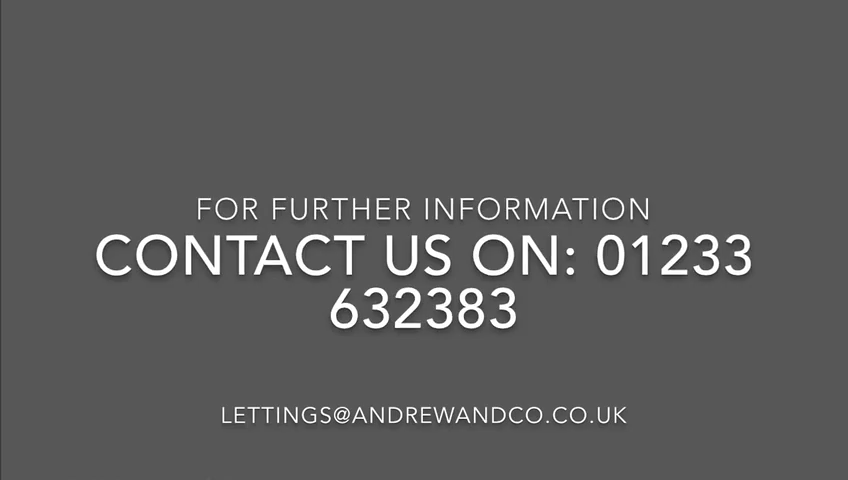 FOR FURTHER INFORMATION
CONTACT US ON: 01233
632383
LETTINGS@ANDREWANDCO.CO.UK